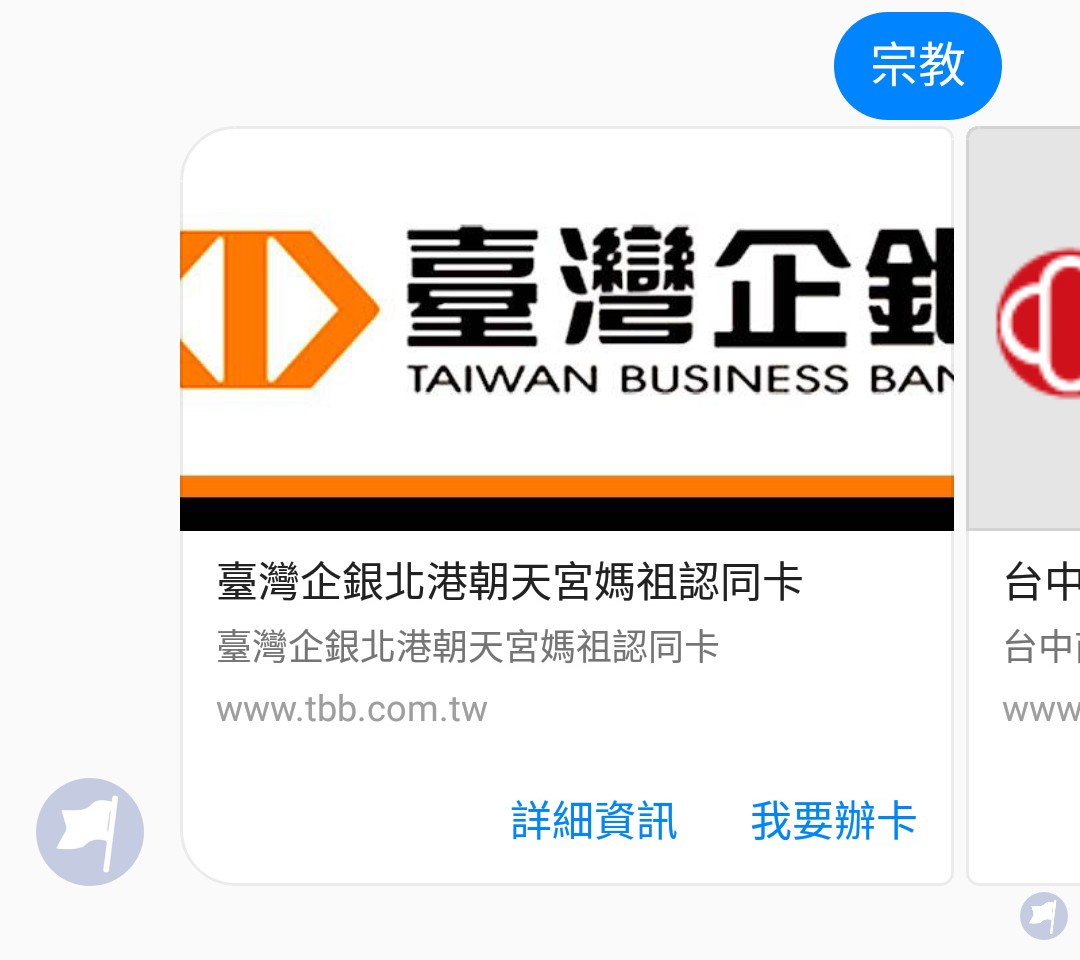 宗教
臺灣企銀
TAIWAN BUSINESS BAN
臺灣企銀北港朝天宮媽祖認同卡
臺灣企銀北港朝天宮媽祖認同卡
www.tbb.com.tw
詳細資訊 我要辦卡
台中
台中
www